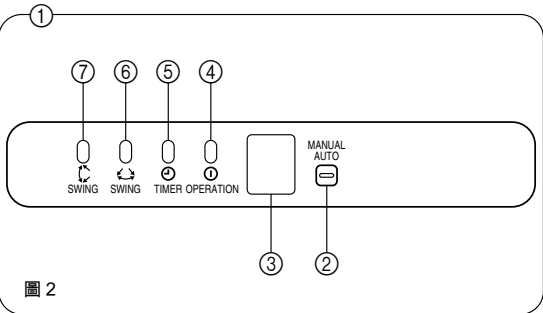 ①
⑦ ⑥ ⑤ ④
MANUAL
AUTO
SWING SWING TIMER OPERATION
③ ②
圖 2